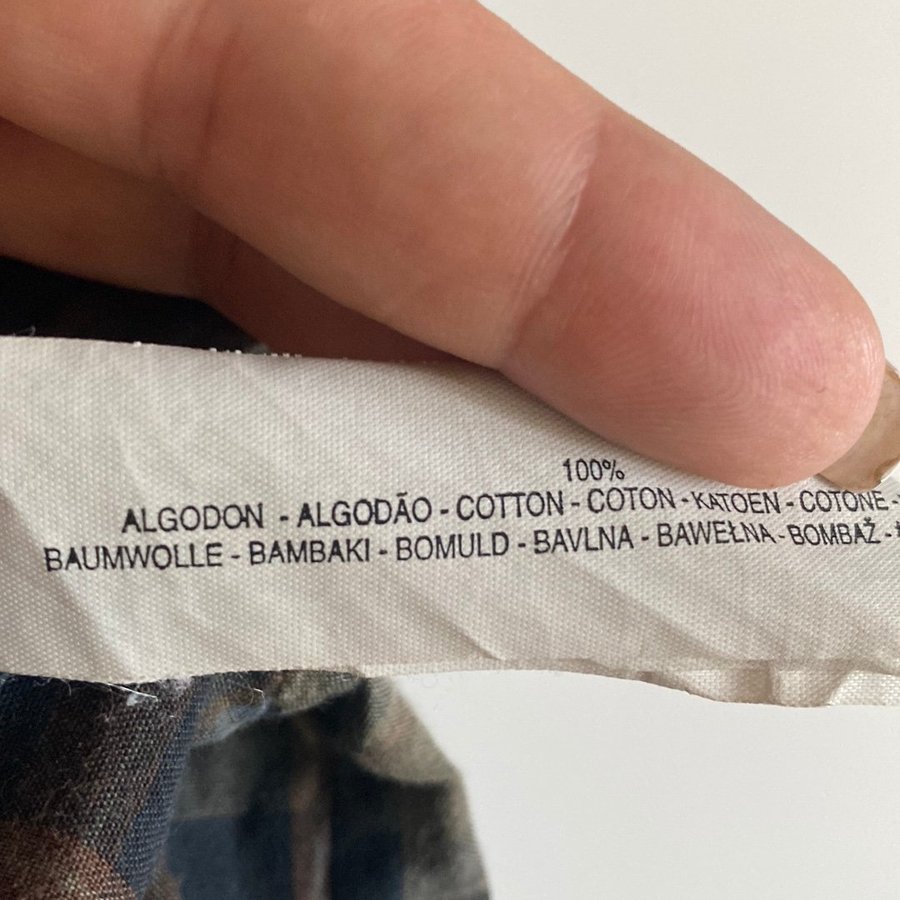 100%
ALGODON - ALGODÃO - COTTON - COTON - KATOEN - COTONE -
BAUMWOLLE - BAMBAKI - BOMULD - BAVLNA - BAWEŁNA - BOMBAŽ -